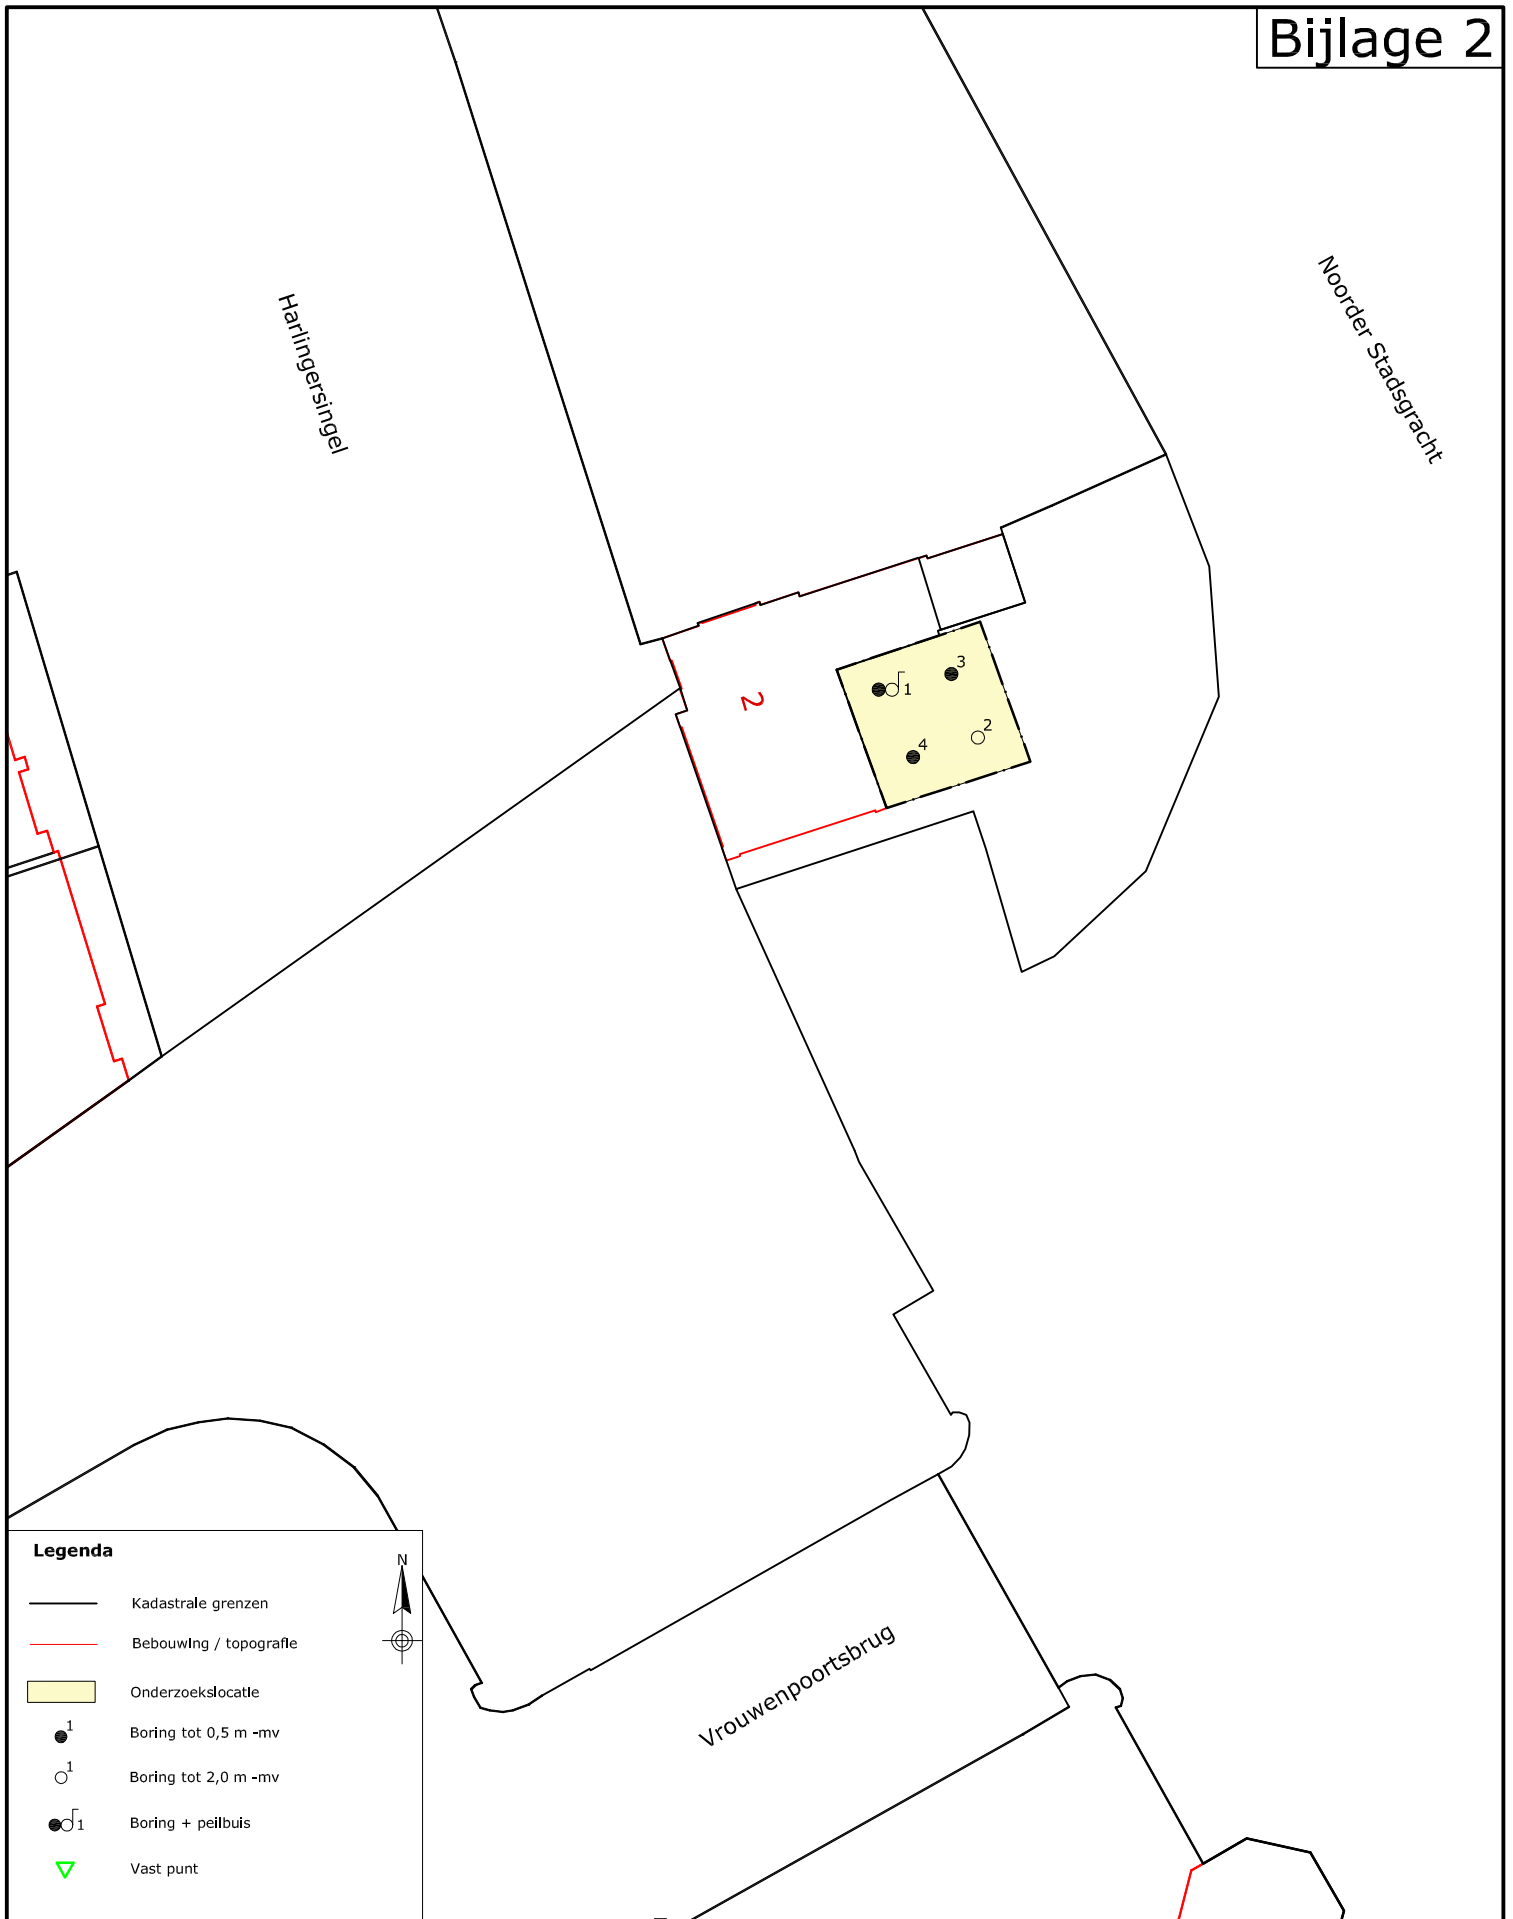 Bijlage 2
Harlingersingel
Noorder Stadsgracht
2
3
1
2
4
Vrouwenpoortsbrug
Legenda
N
Kadastrale grenzen
Bebouwing / topografie
Onderzoekslocatie
1
Boring tot 0,5 m -mv
1
Boring tot 2,0 m -mv
1
Boring + peilbuis
Vast punt